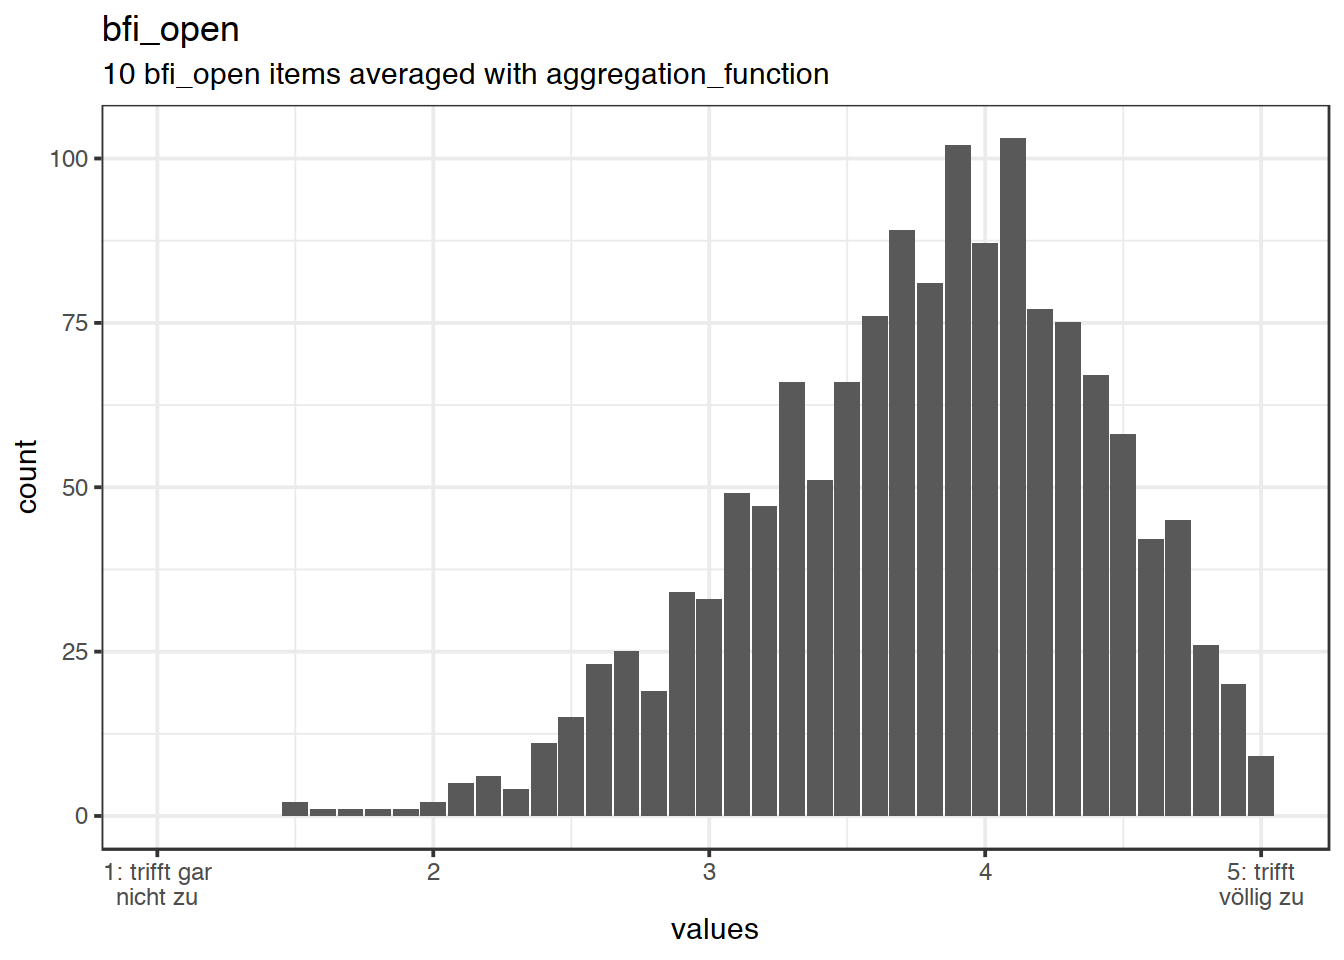 bfi_open
10 bfi_open items averaged with aggregation_function
100
75
50
25
0
count
1: trifft gar
nicht zu
2
3
4
5: trifft
völlig zu
values